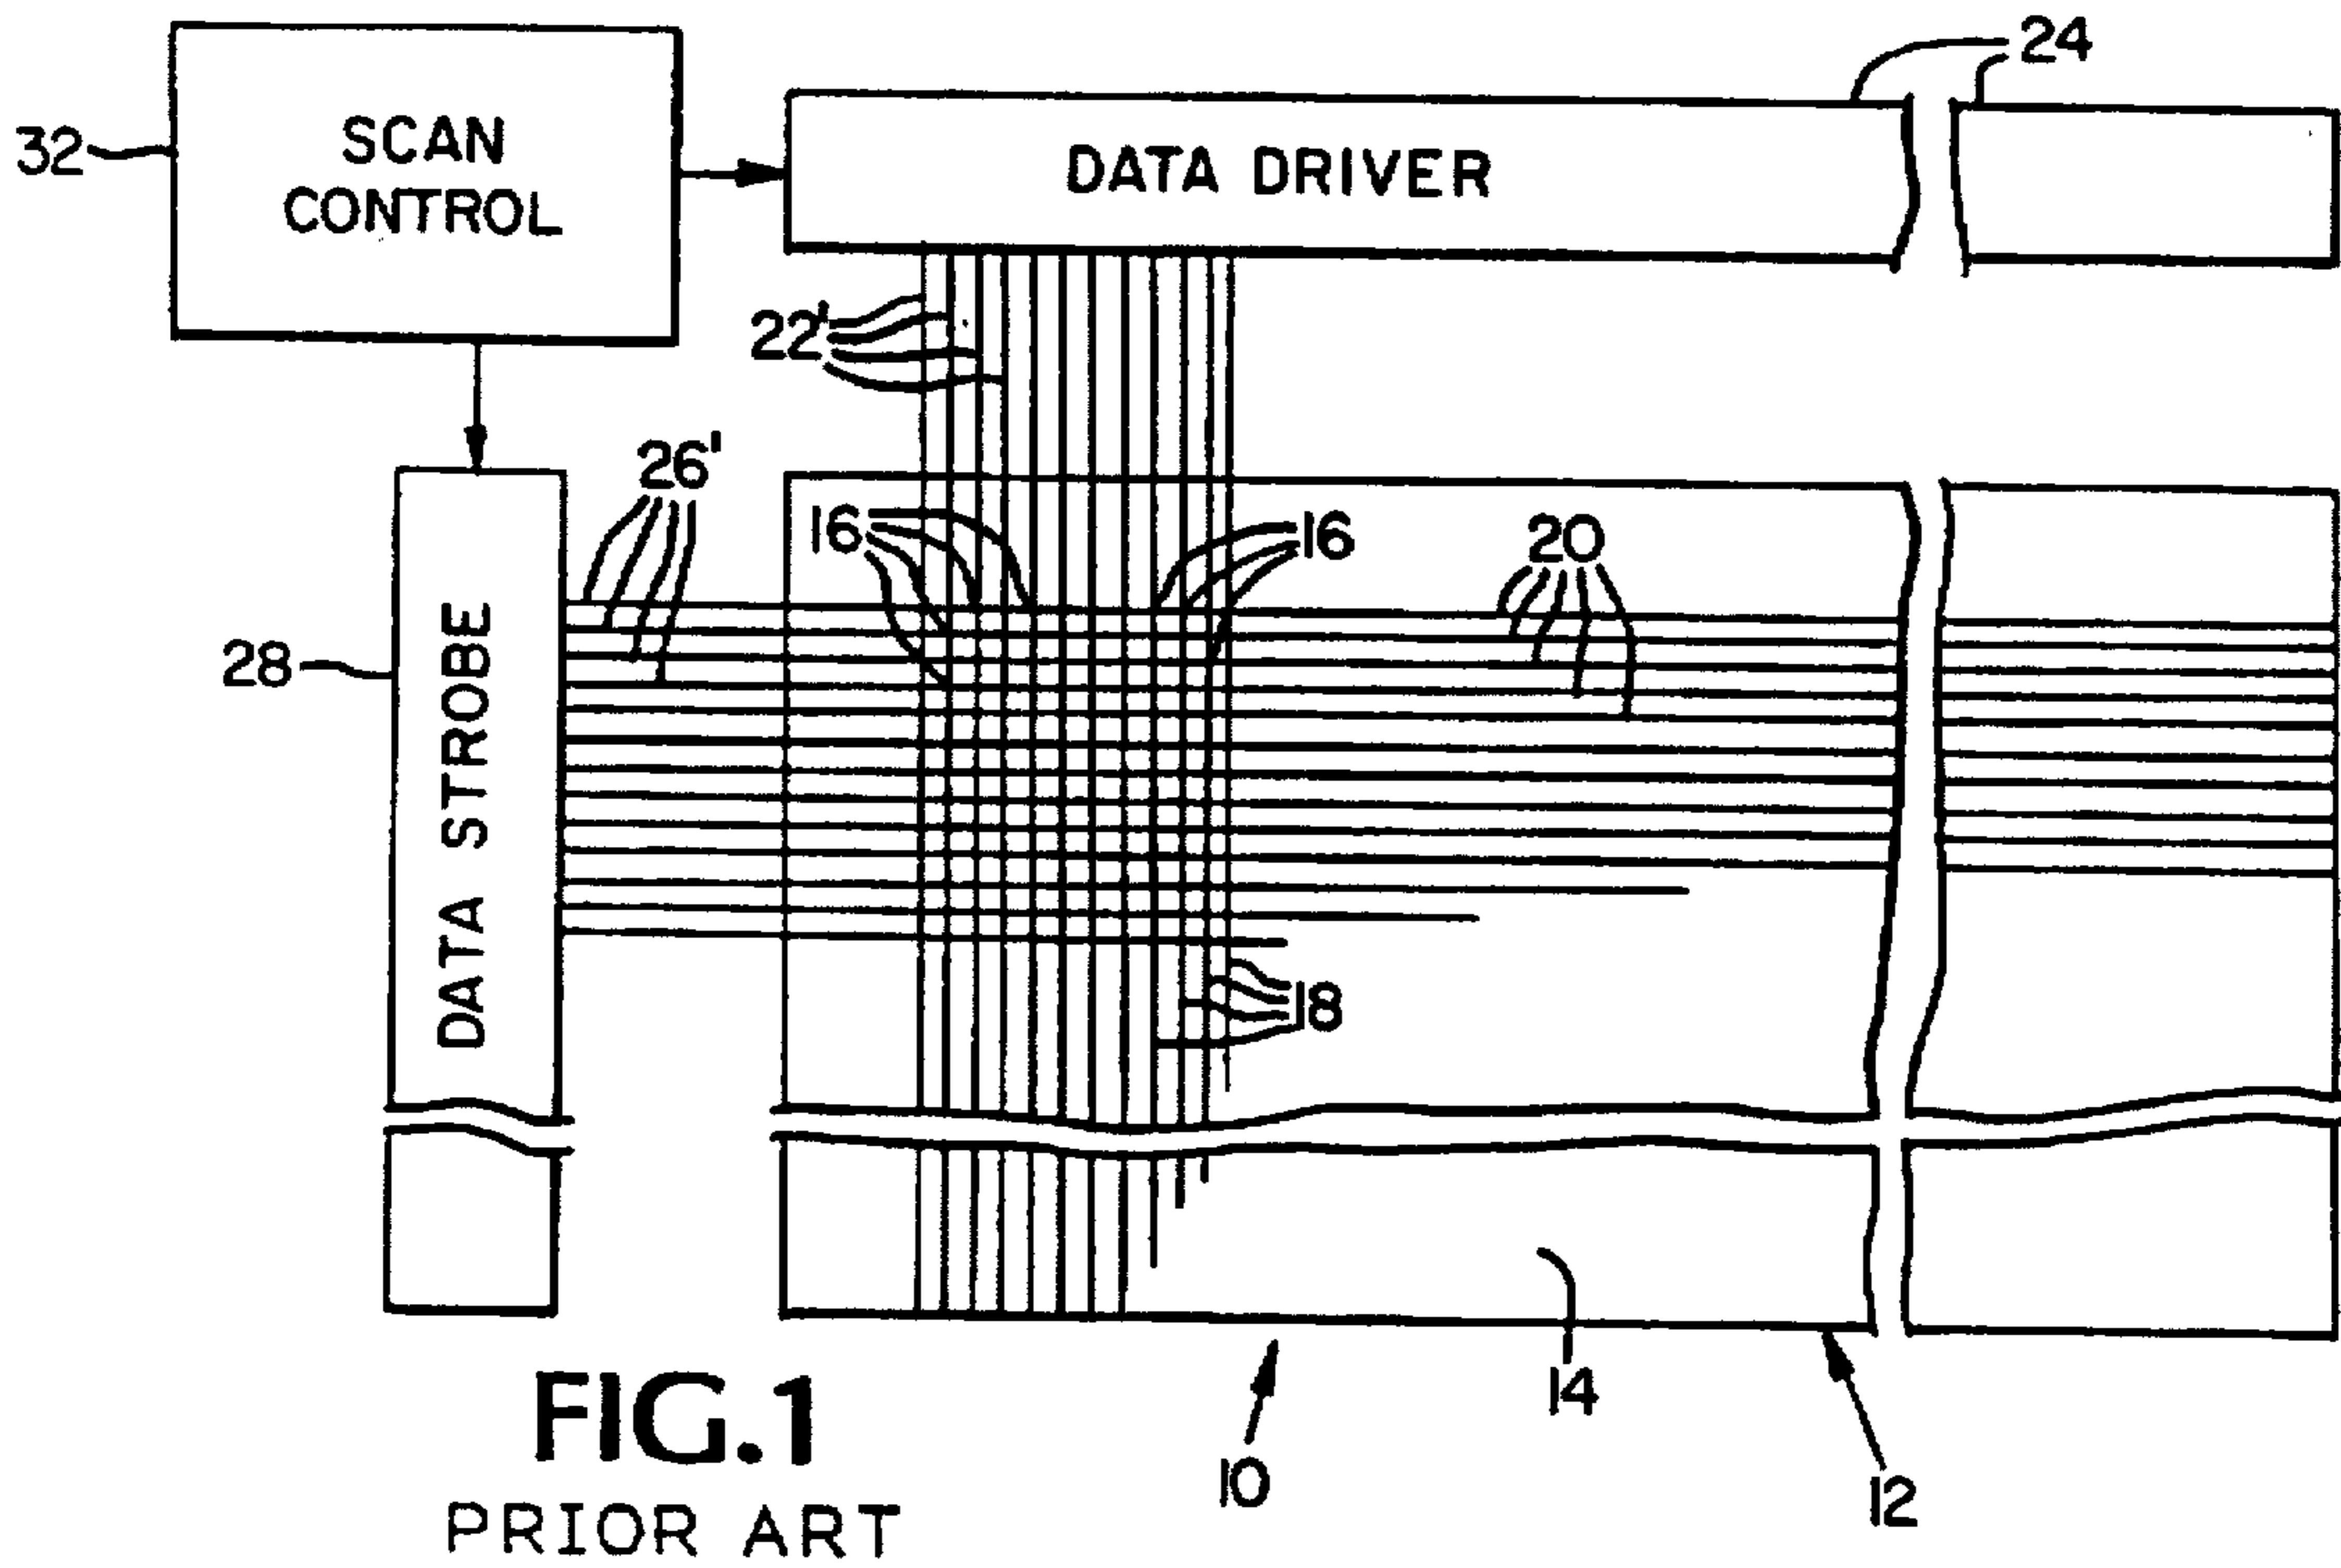 24
SCAN
CONTROL
32
DATA DRIVER
22'
26'
16
16
20
28
DATA STROBE
18
14
10
12
FIG.1
PRIOR ART